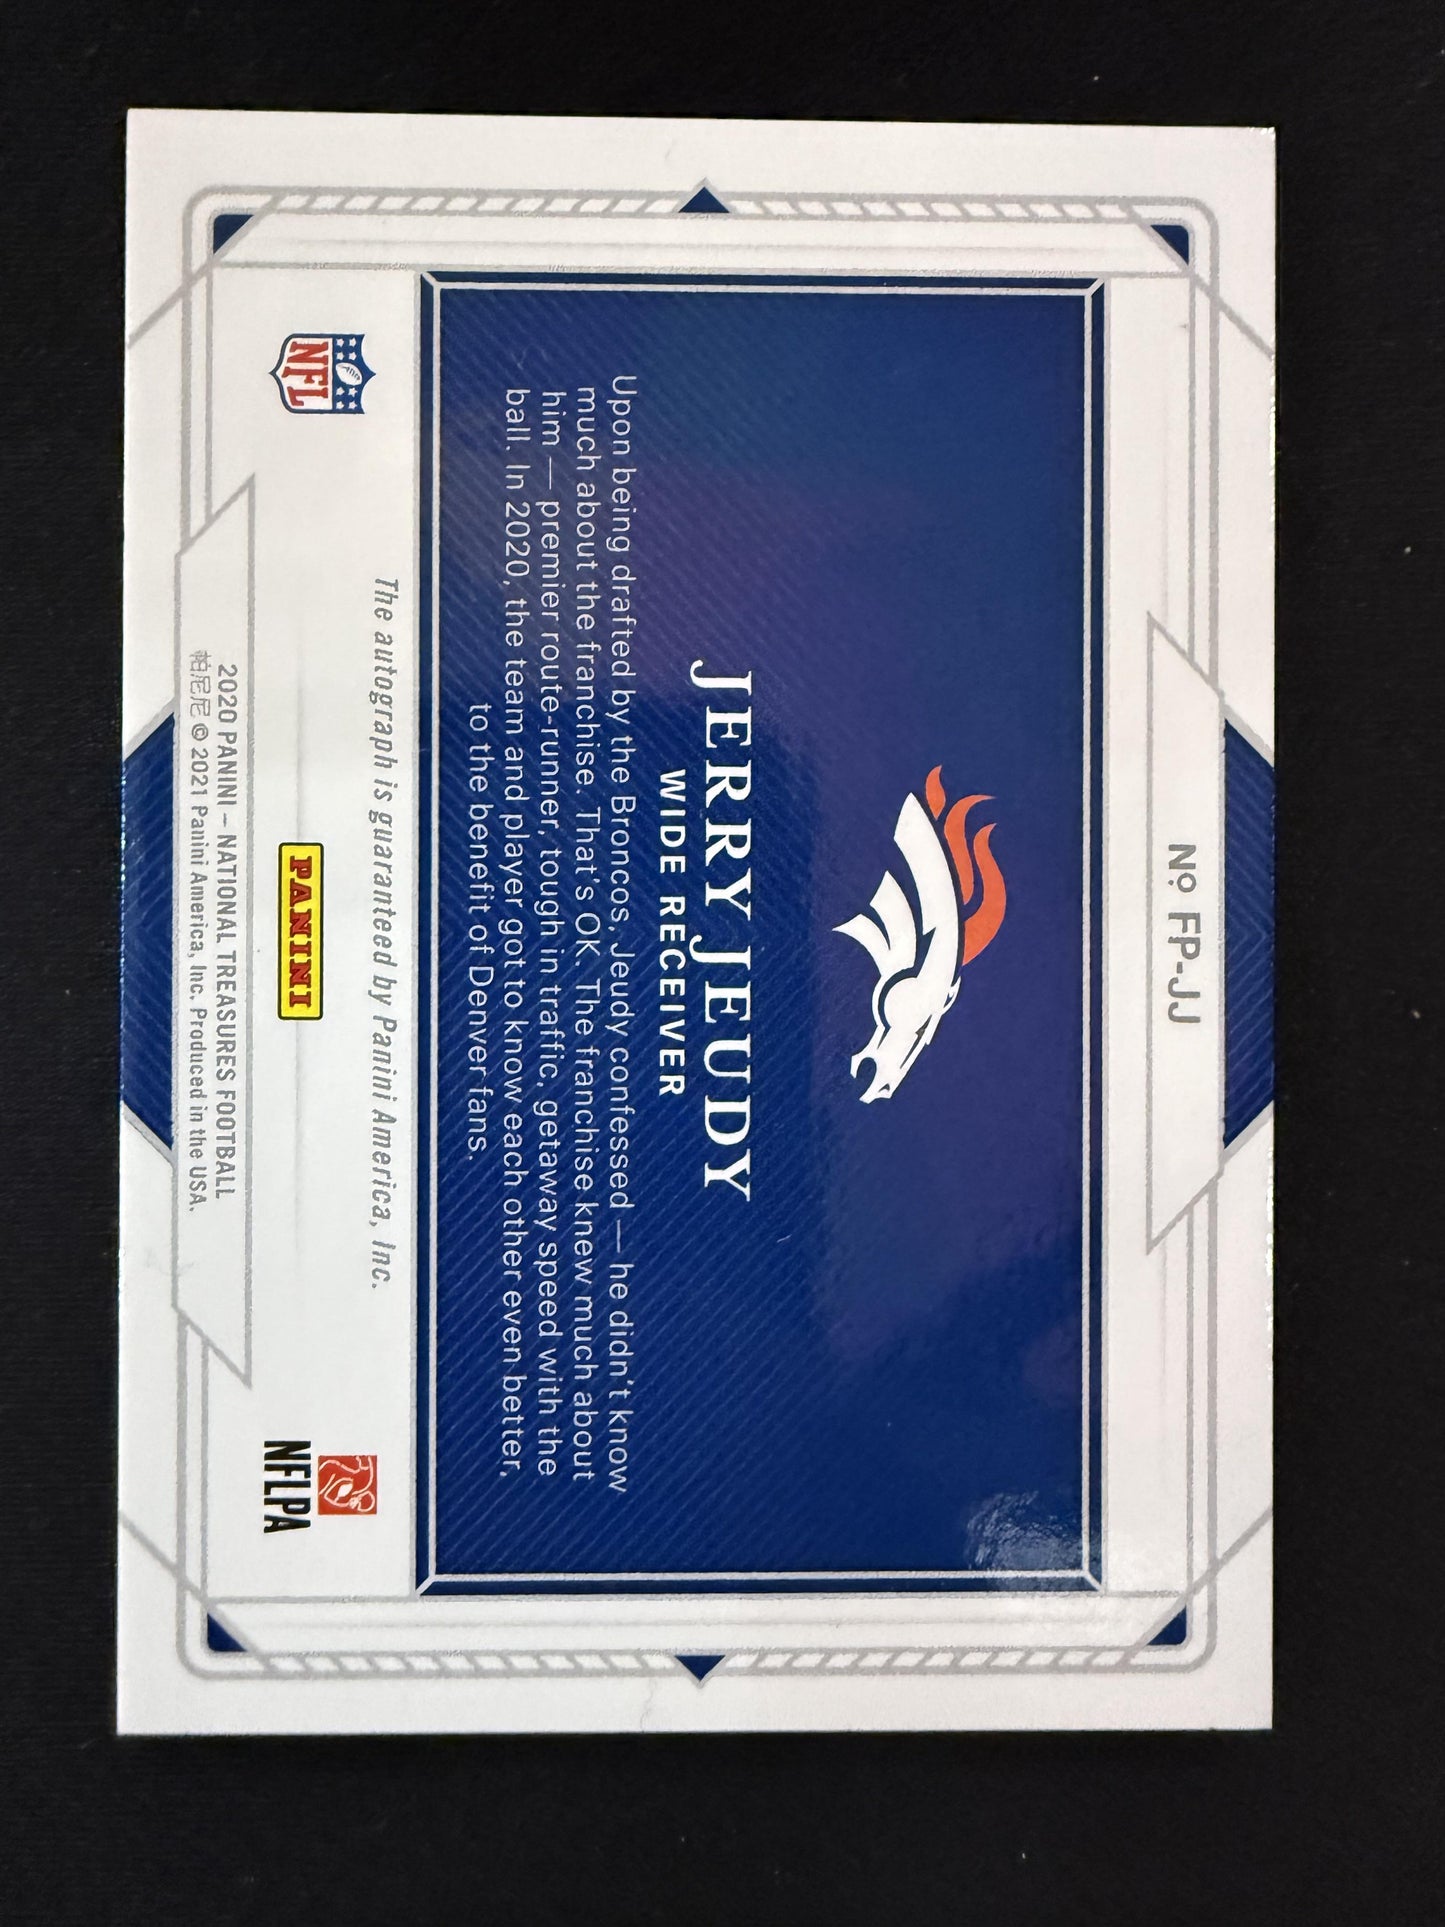 Nº FP-JJ
JERRY JEUDY
WIDE RECEIVER
Upon being drafted by the Broncos, Jeudy confessed — he didn't know
much about the franchise. That's OK. The franchise knew much about
him — premier route-runner, tough in traffic, getaway speed with the
ball. In 2020, the team and player got to know each other even better,
to the benefit of Denver fans.
The autograph is guaranteed by Panini America, Inc.
NFL
PANINI
NFLPA
2020 PANINI – NATIONAL TREASURES FOOTBALL
帕尼尼 © 2021 Panini America, Inc. Produced in the USA.